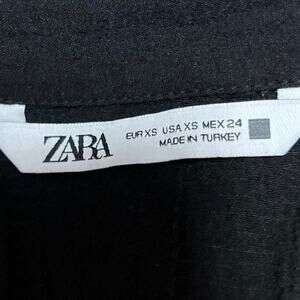 ZARA
EUR XS USA XS MEX 24
MADE IN TURKEY